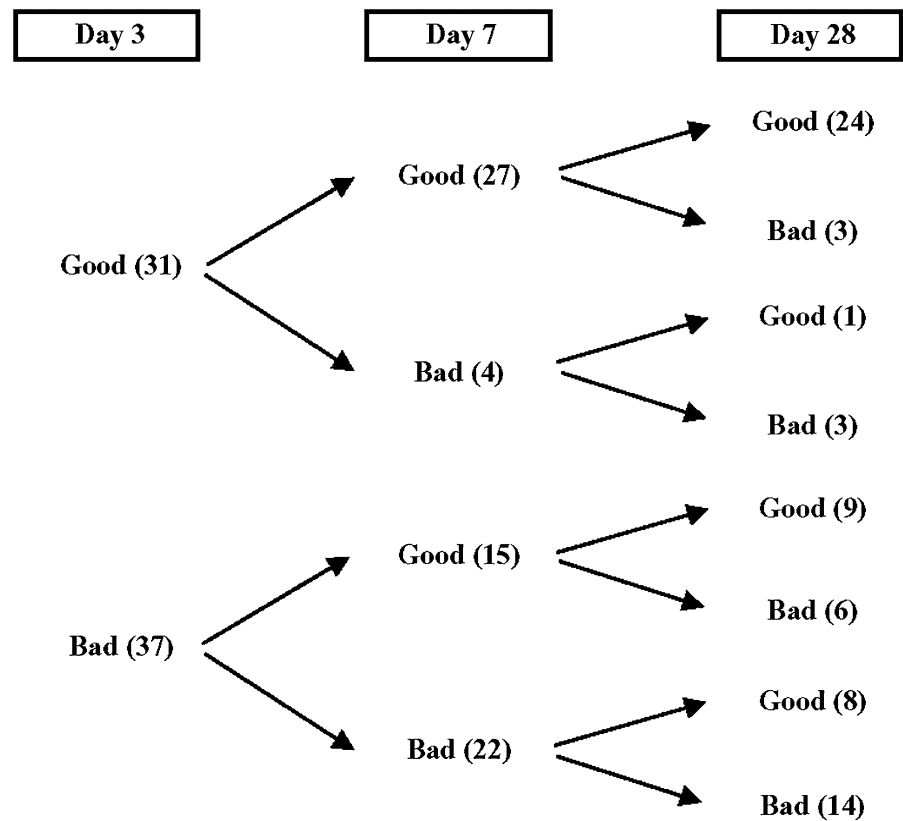 Day 3
Day 7
Day 28
Good (24)
Good (27)
Bad (3)
Good (31)
Good (1)
Bad (4)
Bad (3)
Good (9)
Good (15)
Bad (6)
Bad (37)
Good (8)
Bad (22)
Bad (14)